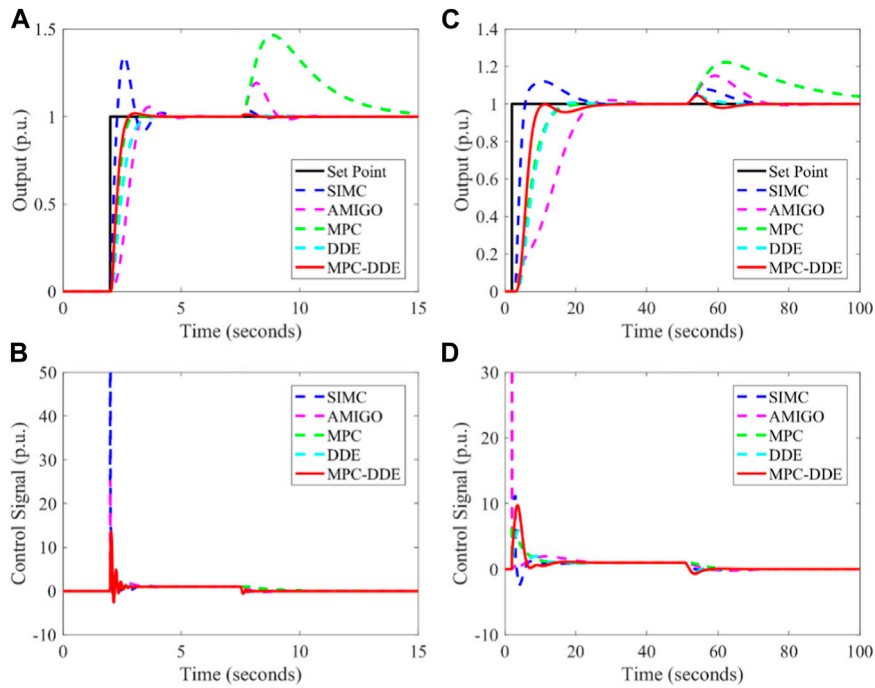 A
Output (p.u.)
1.5
1
0.5
0
0
5
10
15
Time (seconds)
Set Point
SIMC
AMIGO
MPC
DDE
MPC-DDE
C
Output (p.u.)
1.4
1.2
1
0.8
0.6
0.4
0.2
0
0
20
40
60
80
100
Time (seconds)
Set Point
SIMC
AMIGO
MPC
DDE
MPC-DDE
B
Control Signal (p.u.)
50
40
30
20
10
0
-10
0
5
10
15
Time (seconds)
SIMC
AMIGO
MPC
DDE
MPC-DDE
D
Control Signal (p.u.)
30
20
10
0
-10
0
20
40
60
80
100
Time (seconds)
SIMC
AMIGO
MPC
DDE
MPC-DDE